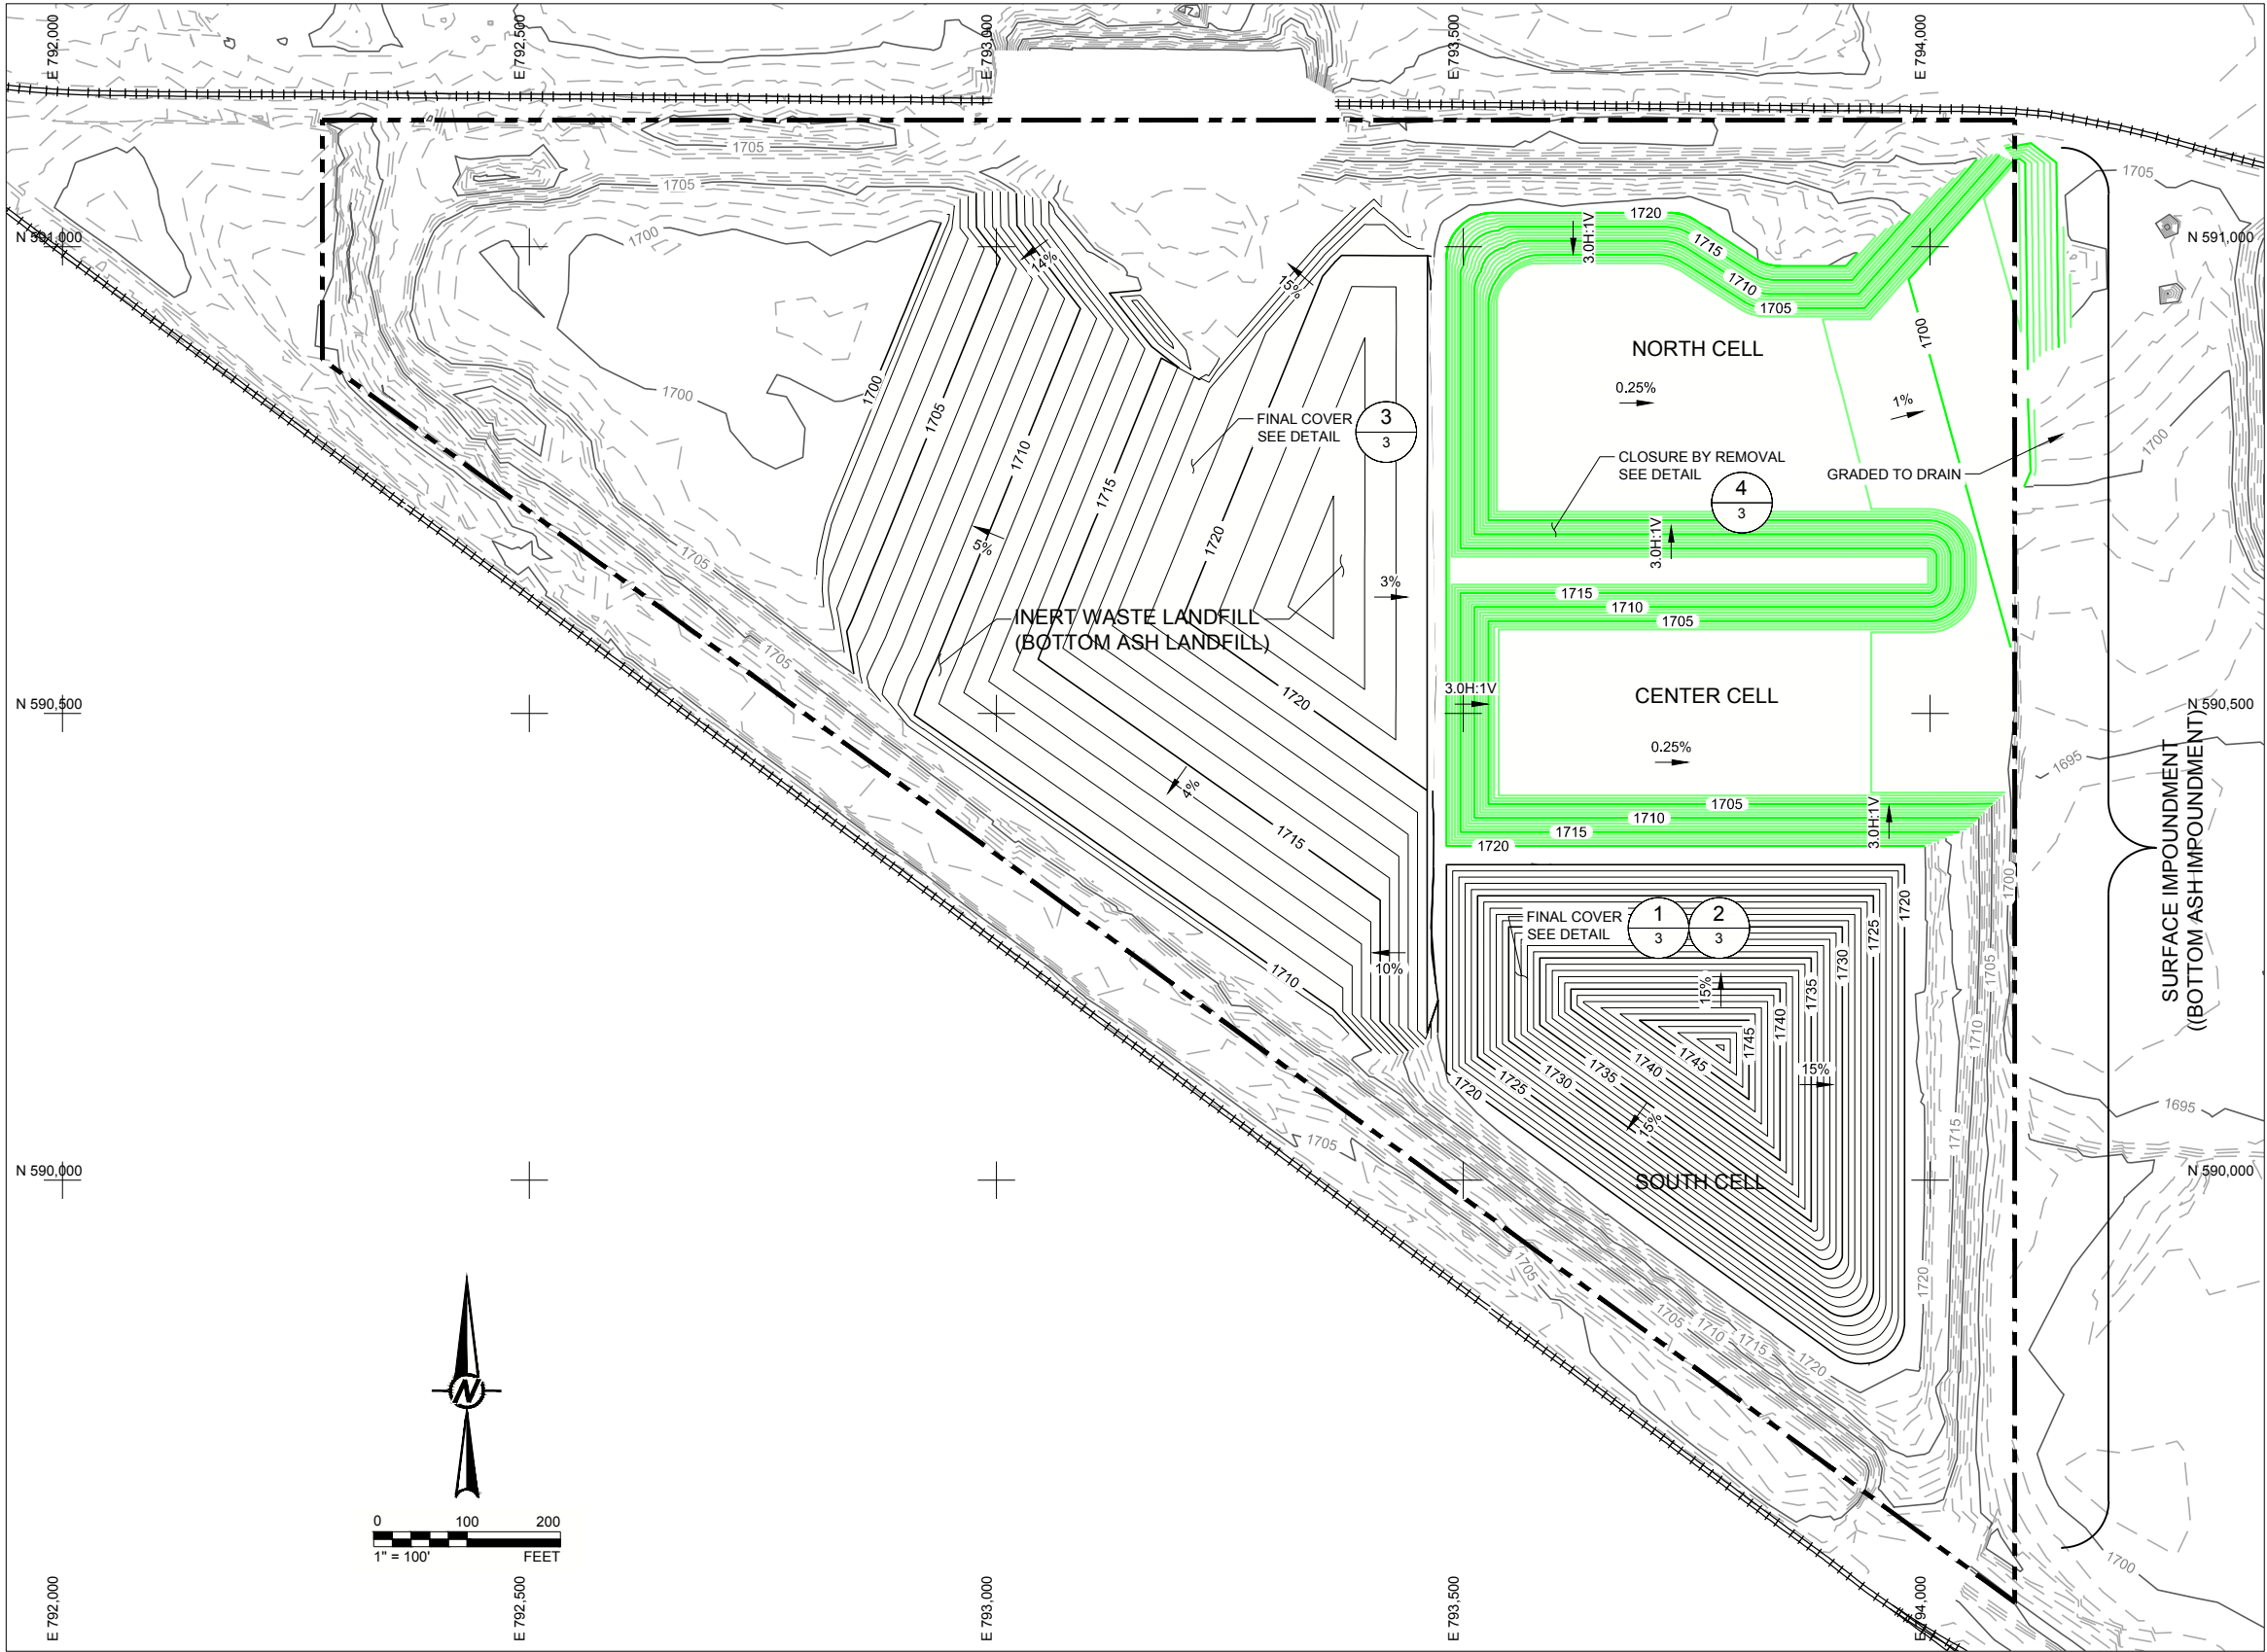 E 792,000
E 792,500
E 793,000
E 793,500
E 794,000
1705
1705
1705
N 591,000
N 591,000
1700
1700
1700
1705
1710
1715
1720
14%
15%
1720
3.0H:1V
1715
1710
1705
1700
NORTH CELL
0.25%
1%
FINAL COVER
SEE DETAIL
3
3
CLOSURE BY REMOVAL
SEE DETAIL
4
3
GRADED TO DRAIN
1700
3.0H:1V
5%
3%
1705
1705
INERT WASTE LANDFILL
(BOTTOM ASH LANDFILL)
1715
1710
1705
N 590,500
N 590,500
3.0H:1V
CENTER CELL
0.25%
1720
4%
1715
1710
10%
1695
1705
1710
1715
1720
3.0H:1V
SURFACE IMPOUNDMENT
((BOTTOM ASH IMPOUNDMENT)
1700
1705
1710
1715
1720
FINAL COVER
SEE DETAIL
1
3
2
3
1720
1725
1730
1735
1740
1745
15%
15%
15%
1720
1725
1730
1735
1740
1745
SOUTH CELL
1695
1705
N 590,000
N 590,000
1705
1705
1710
1715
1720
1700
N
0 100 200
1" = 100' FEET
E 792,000
E 792,500
E 793,000
E 793,500
E 794,000